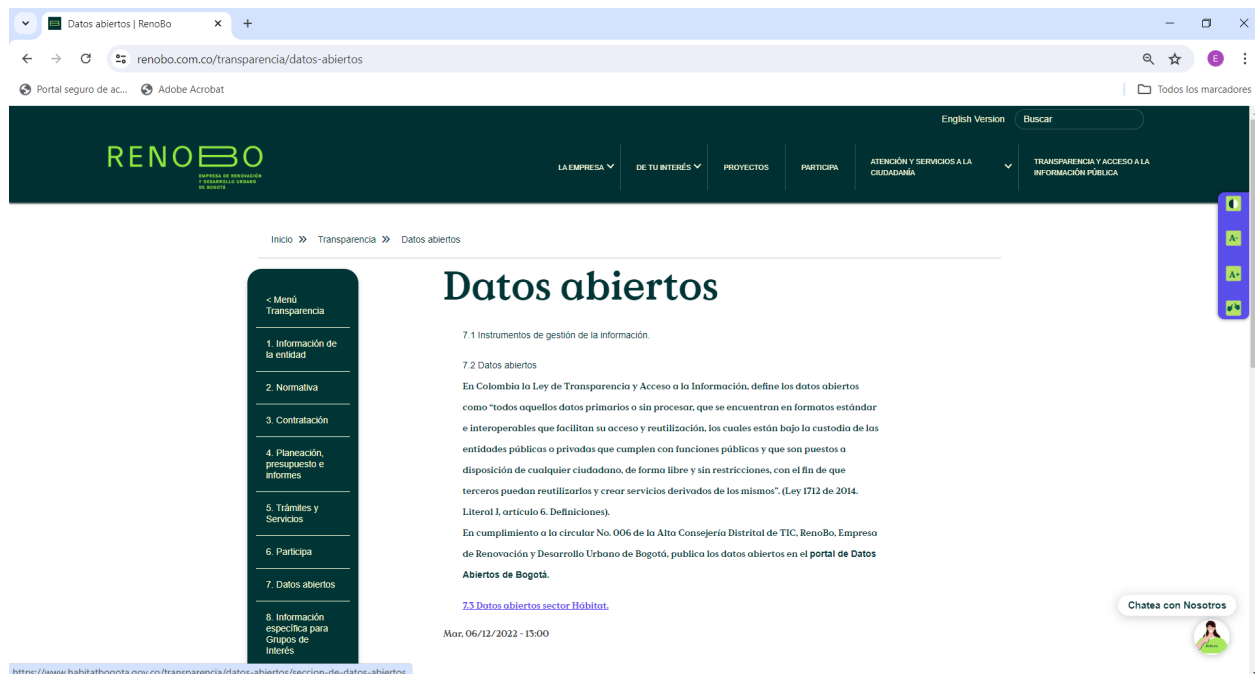 Datos abiertos | RenoBo
renobo.com.co/transparencia/datos-abiertos
E
Portal seguro de ac...
Adobe Acrobat
Todos los marcadores
English Version
Buscar
RENOBO
EMPRESA DE RENOVACIÓN
Y DESARROLLO URBANO
DE BOGOTÁ
LA EMPRESA
DE TU INTERÉS
PROYECTOS
PARTICIPA
ATENCIÓN Y SERVICIOS A LA
CIUDADANÍA
TRANSPARENCIA Y ACCESO A LA
INFORMACIÓN PÚBLICA
A-
A+
Inicio » Transparencia » Datos abiertos
< Menú
Transparencia
1. Información de
la entidad
2. Normativa
3. Contratación
4. Planeación,
presupuesto e
informes
5. Trámites y
Servicios
6. Participa
7. Datos abiertos
8. Información
específica para
Grupos de
Interés
Datos abiertos
7.1 Instrumentos de gestión de la información.
7.2 Datos abiertos
En Colombia la Ley de Transparencia y Acceso a la Información, define los datos abiertos
como “todos aquellos datos primarios o sin procesar, que se encuentran en formatos estándar
e interoperables que facilitan su acceso y reutilización, los cuales están bajo la custodia de las
entidades públicas o privadas que cumplen con funciones públicas y que son puestos a
disposición de cualquier ciudadano, de forma libre y sin restricciones, con el fin de que
terceros puedan reutilizarlos y crear servicios derivados de los mismos”. (Ley 1712 de 2014.
Literal J, artículo 6. Definiciones).
En cumplimiento a la circular No. 006 de la Alta Consejería Distrital de TIC, RenoBo, Empresa
de Renovación y Desarrollo Urbano de Bogotá, publica los datos abiertos en el portal de Datos
Abiertos de Bogotá.
7.3 Datos abiertos sector Hábitat.
Mar, 06/12/2022 - 13:00
Chatea con Nosotros
https://www.habitatbogota.gov.co/transparencia/datos-abiertos/seccion-de-datos-abiertos